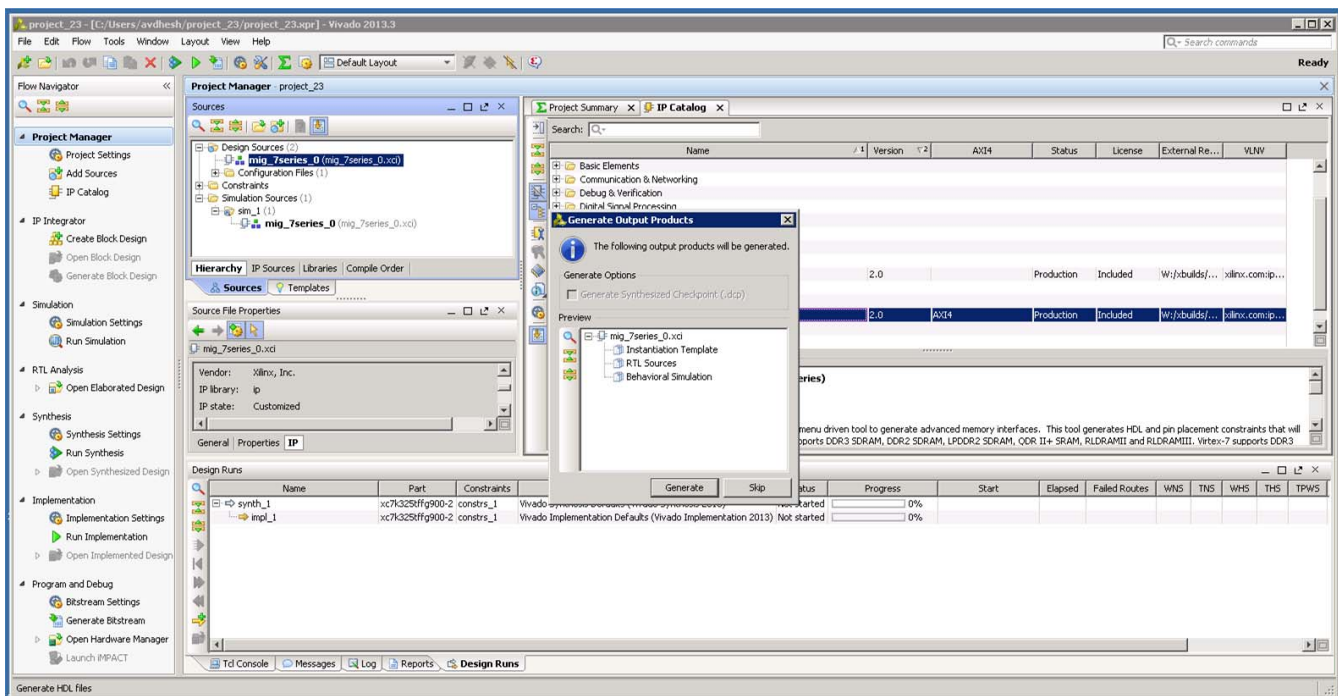 project_23 - [C:/Users/avdhesh/project_23/project_23.xpr] - Vivado 2013.3
File Edit Flow Tools Window Layout View Help
Search commands
Default Layout
Ready
Flow Navigator
Project Manager
Project Settings
Add Sources
IP Catalog
IP Integrator
Create Block Design
Open Block Design
Generate Block Design
Simulation
Simulation Settings
Run Simulation
RTL Analysis
Open Elaborated Design
Synthesis
Synthesis Settings
Run Synthesis
Open Synthesized Design
Implementation
Implementation Settings
Run Implementation
Open Implemented Design
Program and Debug
Bitstream Settings
Generate Bitstream
Open Hardware Manager
Launch iMPACT
Project Manager - project_23
Sources
Design Sources (2)
mig_7series_0 (mig_7series_0.xci)
Configuration Files (1)
Constraints
Simulation Sources (1)
sim_1 (1)
mig_7series_0 (mig_7series_0.xci)
Hierarchy IP Sources Libraries Compile Order
Sources Templates
Source File Properties
mig_7series_0.xci
Vendor: Xilinx, Inc.
IP library: ip
IP state: Customized
General Properties IP
Project Summary IP Catalog
Search:
Name 1 Version 2 AXI4 Status License External Re... VLNV
Basic Elements
Communication & Networking
Debug & Verification
Digital Signal Processing
2.0 Production Included W:/xbuilds/... xilinx.com:ip...
2.0 AXI4 Production Included W:/xbuilds/... xilinx.com:ip...
eries)
menu driven tool to generate advanced memory interfaces. This tool generates HDL and pin placement constraints that will
pports DDR3 SDRAM, DDR2 SDRAM, LPDDR2 SDRAM, QDR II+ SRAM, RLDRAMII and RLDRAMIII. Virtex-7 supports DDR3
Generate Output Products
The following output products will be generated.
Generate Options
Generate Synthesized Checkpoint (.dcp)
Preview
mig_7series_0.xci
Instantiation Template
RTL Sources
Behavioral Simulation
Generate Skip
Design Runs
Name Part Constraints atus Progress Start Elapsed Failed Routes WNS TNS WHS THS TPWS
synth_1 xc7k325tffg900-2 constrs_1 Not started 0%
impl_1 xc7k325tffg900-2 constrs_1 Vivado Implementation Defaults (Vivado Implementation 2013) Not started 0%
Tcl Console Messages Log Reports Design Runs
Generate HDL files